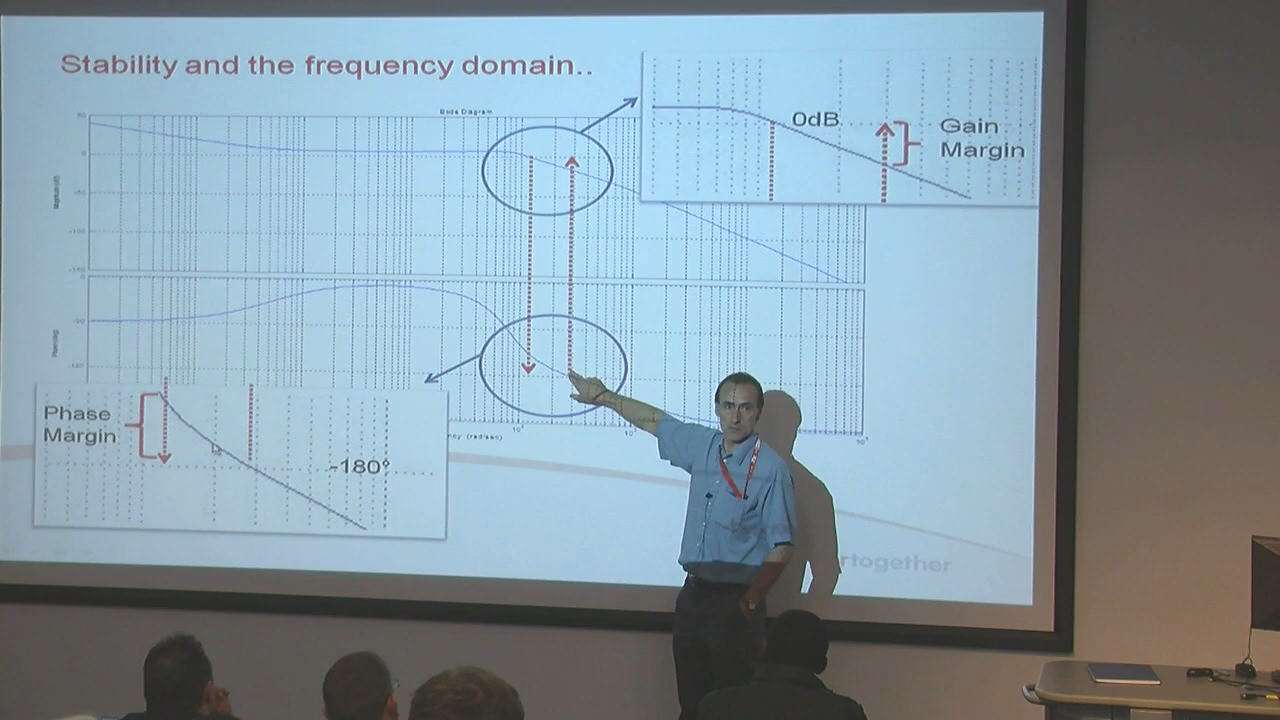 Stability and the frequency domain..
Bode Diagram
0dB
Gain
Margin
Phase
Margin
-180°
rtogether